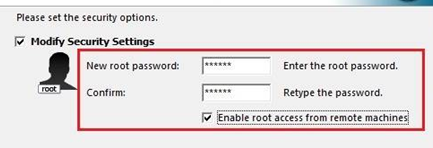 Please set the security options.
Modify Security Settings
New root password: ****** Enter the root password.
Confirm: ****** Retype the password.
root
Enable root access from remote machines